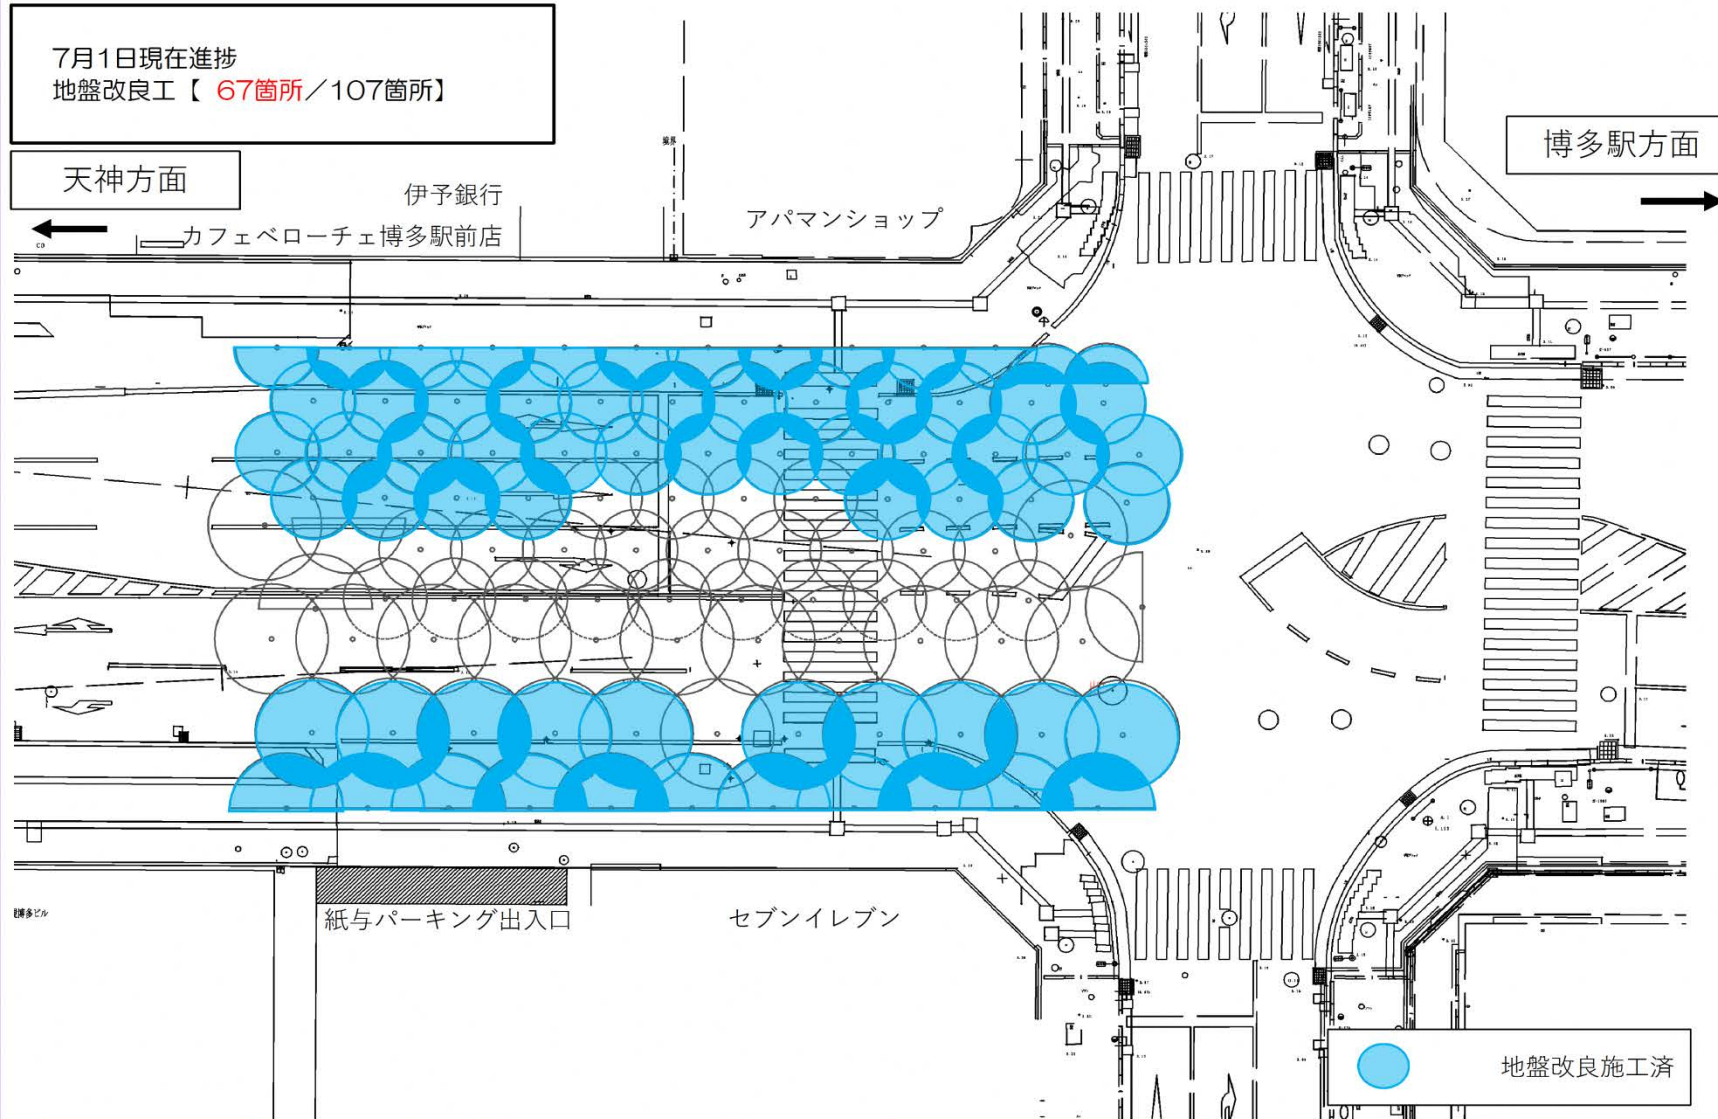 7月1日現在進捗
地盤改良工【 67箇所／107箇所】
天神方面
博多駅方面
伊予銀行
カフェベローチェ博多駅前店
アパマンショップ
紙与パーキング出入口
セブンイレブン
地盤改良施工済